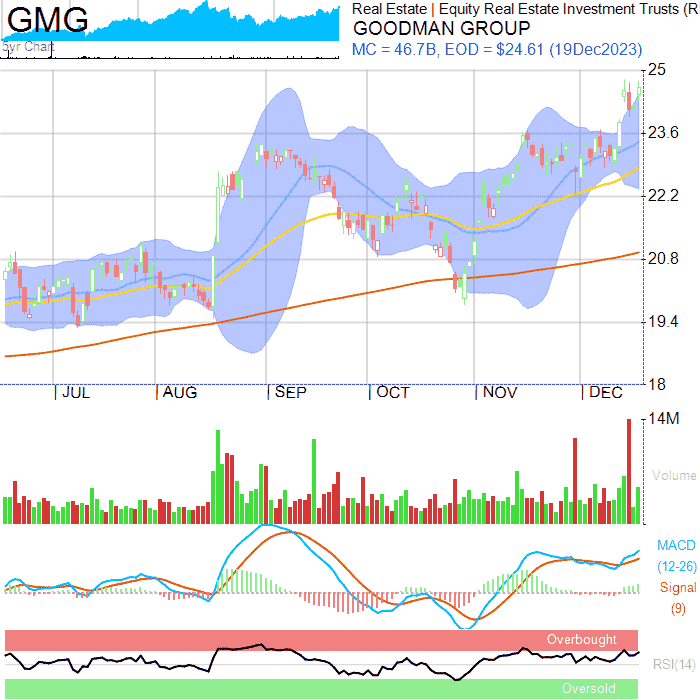 GMG
5yr Chart
Real Estate | Equity Real Estate Investment Trusts (R
GOODMAN GROUP
MC = 46.7B, EOD = $24.61 (19Dec2023)
25
23.6
22.2
20.8
19.4
18
JUL AUG SEP OCT NOV DEC
14M
Volume
MACD
(12-26)
Signal
(9)
Overbought
RSI(14)
Oversold